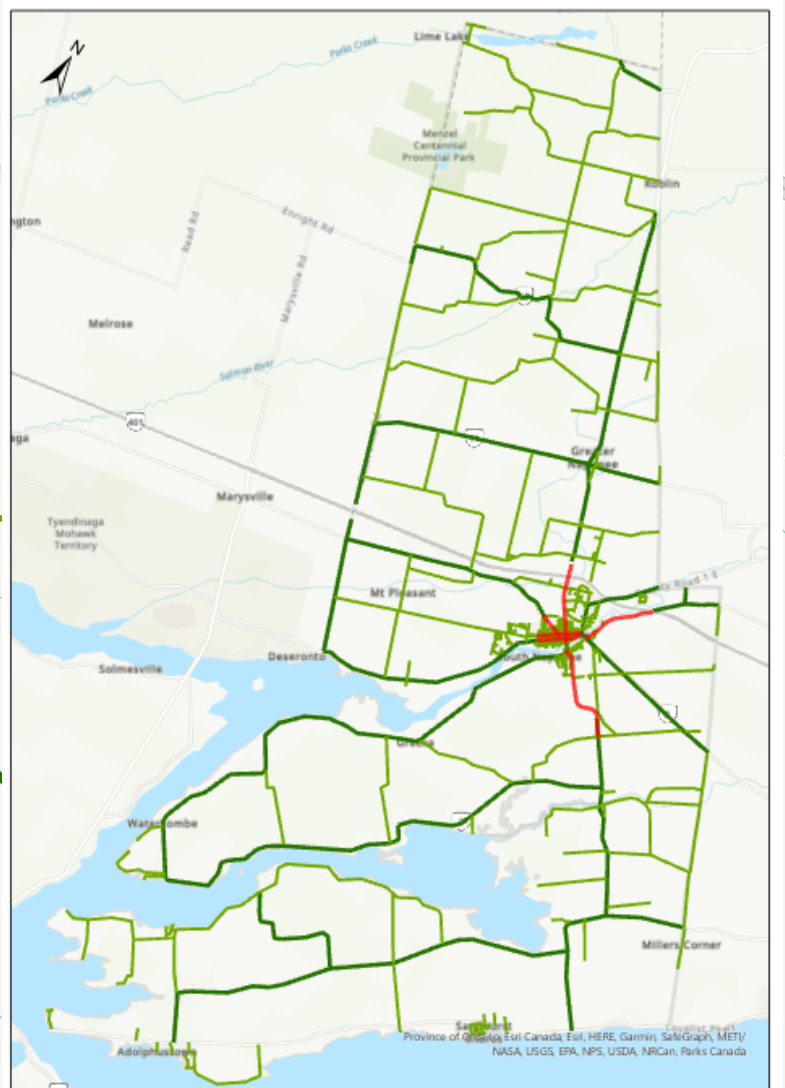 N
Lime Lake
Parks Creek
Parks Creek
Menzel
Centennial
Provincial Park
Roblin
ngton
Read Rd
Enright Rd
Marysville Rd
Melrose
Salmon River
401
Greater
Napanee
Marysville
Tyendinaga
Mohawk
Territory
County Road 1 E
Mt Pleasant
Deseronto
South Napanee
Solmesville
Gretna
Millers Corner
Adolphustown
Province of Ontario, Esri Canada, Esri, HERE, Garmin, SafeGraph, METI/
NASA, USGS, EPA, NPS, USDA, NRCan, Parks Canada